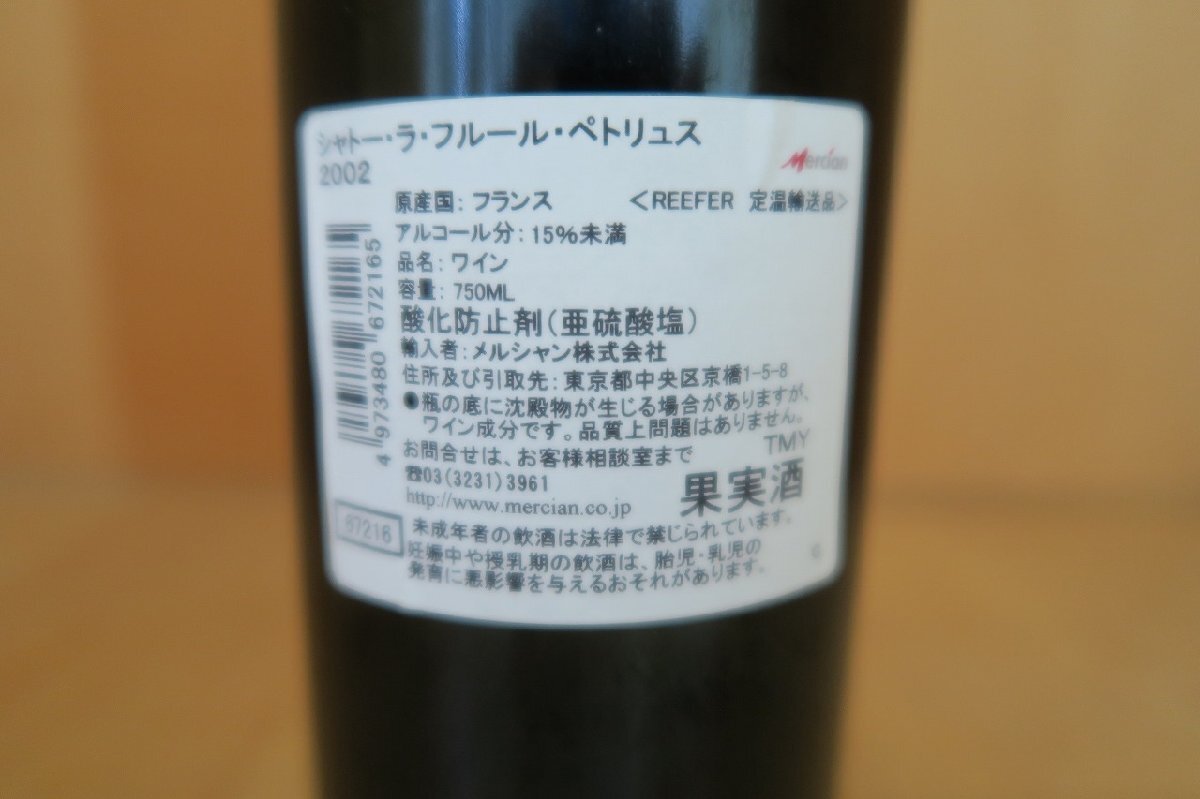 シャトー・ラ・フルール・ペトリュス
2002
Mercian
原産国: フランス <REEFER 定温輸送品>
アルコール分: 15%未満
品名: ワイン
容量: 750ML
酸化防止剤(亜硫酸塩)
輸入者: メルシャン株式会社
住所及び引取先: 東京都中央区京橋1-5-8
●瓶の底に沈殿物が生じる場合がありますが、
ワイン成分です。品質上問題はありません。
TMY
お問合せは、お客様相談室まで
☎03(3231)3961
http://www.mercian.co.jp
果実酒
未成年者の飲酒は法律で禁じられています。
妊娠中や授乳期の飲酒は、胎児・乳児の
発育に悪影響を与えるおそれがあります。
4 973480 672165
67216